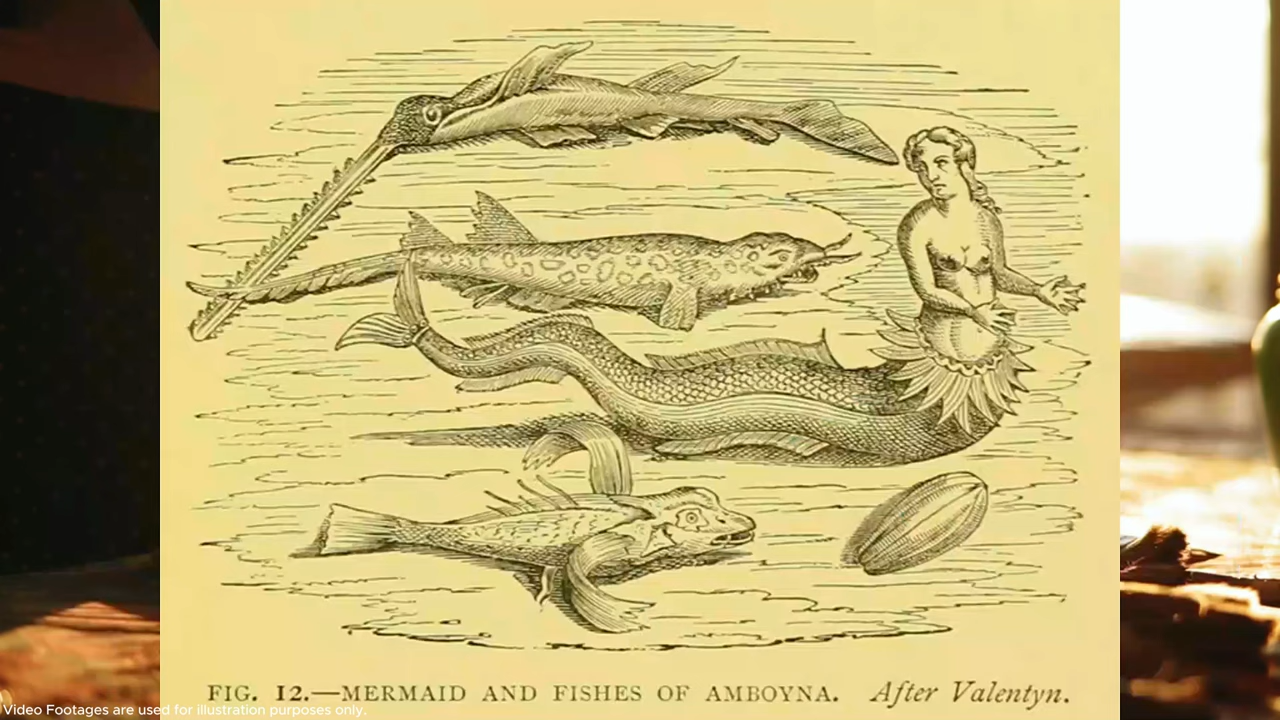 FIG. 12.—MERMAID AND FISHES OF AMBOYNA. After Valentyn.
Video Footages are used for illustration purposes only.